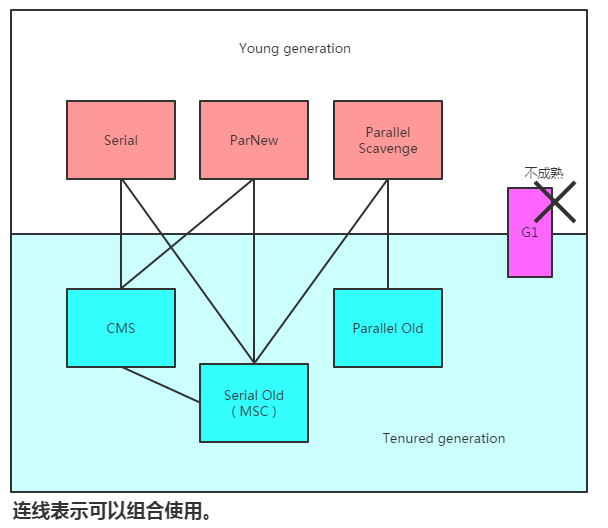 Young generation
Serial
ParNew
Parallel
Scavenge
不成熟
G1
CMS
Parallel Old
Serial Old
( MSC )
Tenured generation
连线表示可以组合使用。